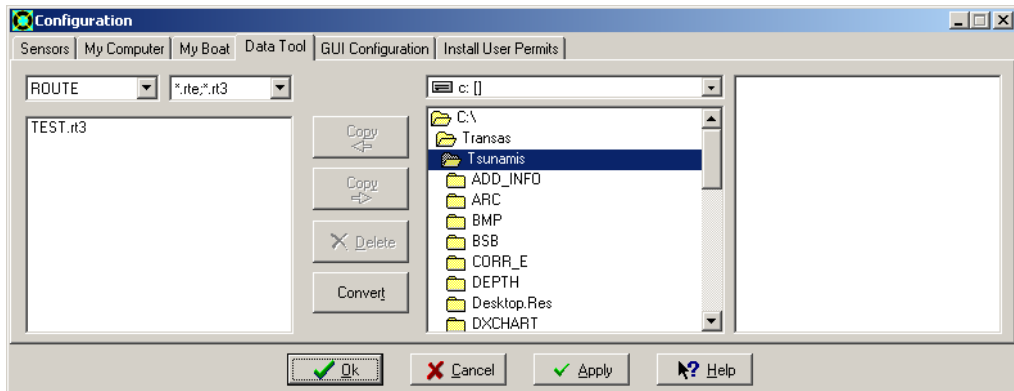 Configuration
Sensors My Computer My Boat Data Tool GUI Configuration Install User Permits
ROUTE *.rte;*.rt3 c: []
TEST.rt3
Copy
Copy
Delete
Convert
C:\
Transas
Tsunamis
ADD_INFO
ARC
BMP
BSB
CORR_E
DEPTH
Desktop.Res
DXCHART
Ok Cancel Apply Help